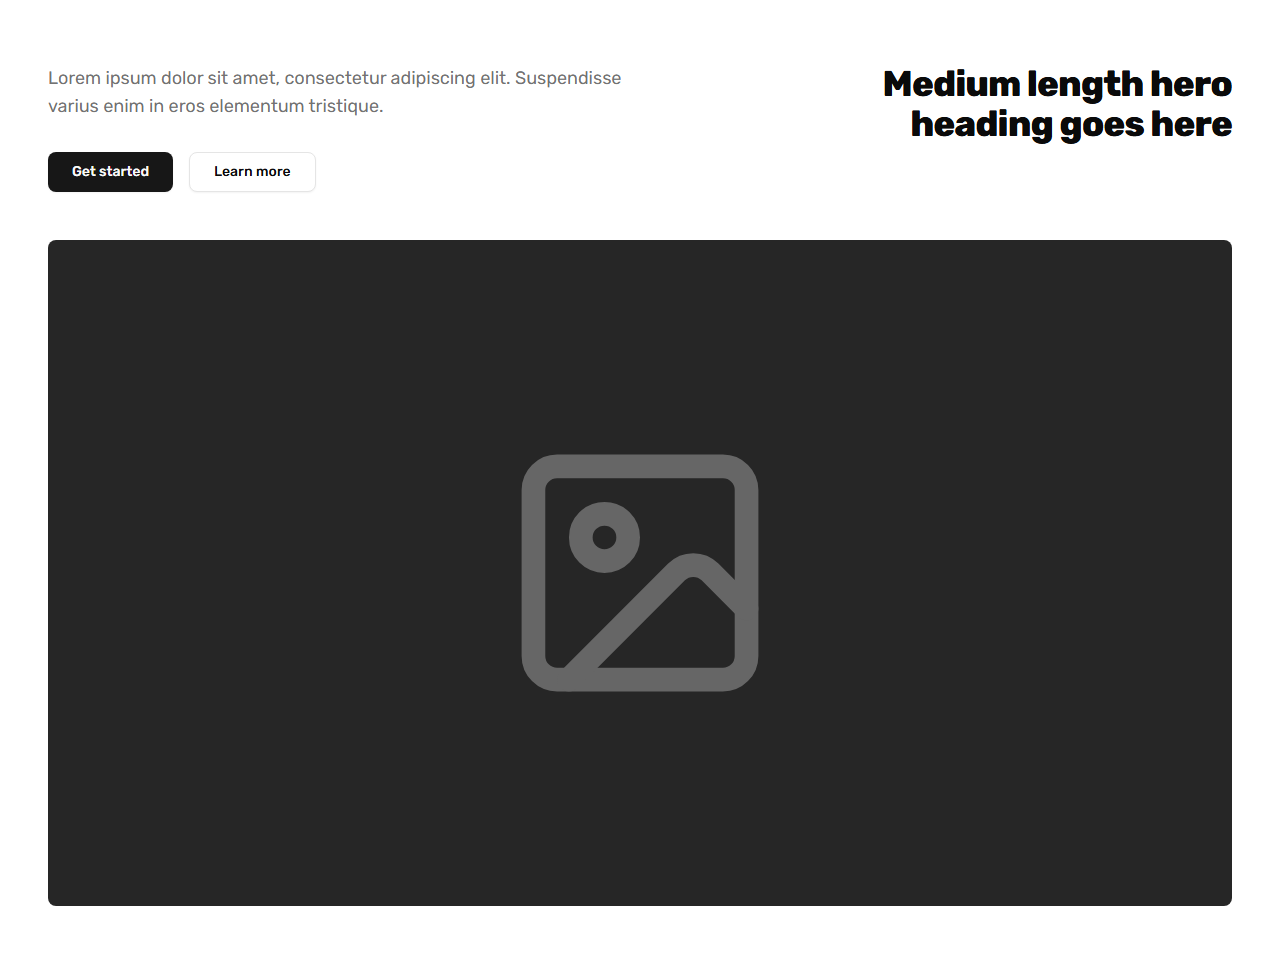 Lorem ipsum dolor sit amet, consectetur adipiscing elit. Suspendisse
varius enim in eros elementum tristique.
Get started
Learn more
Medium length hero
heading goes here